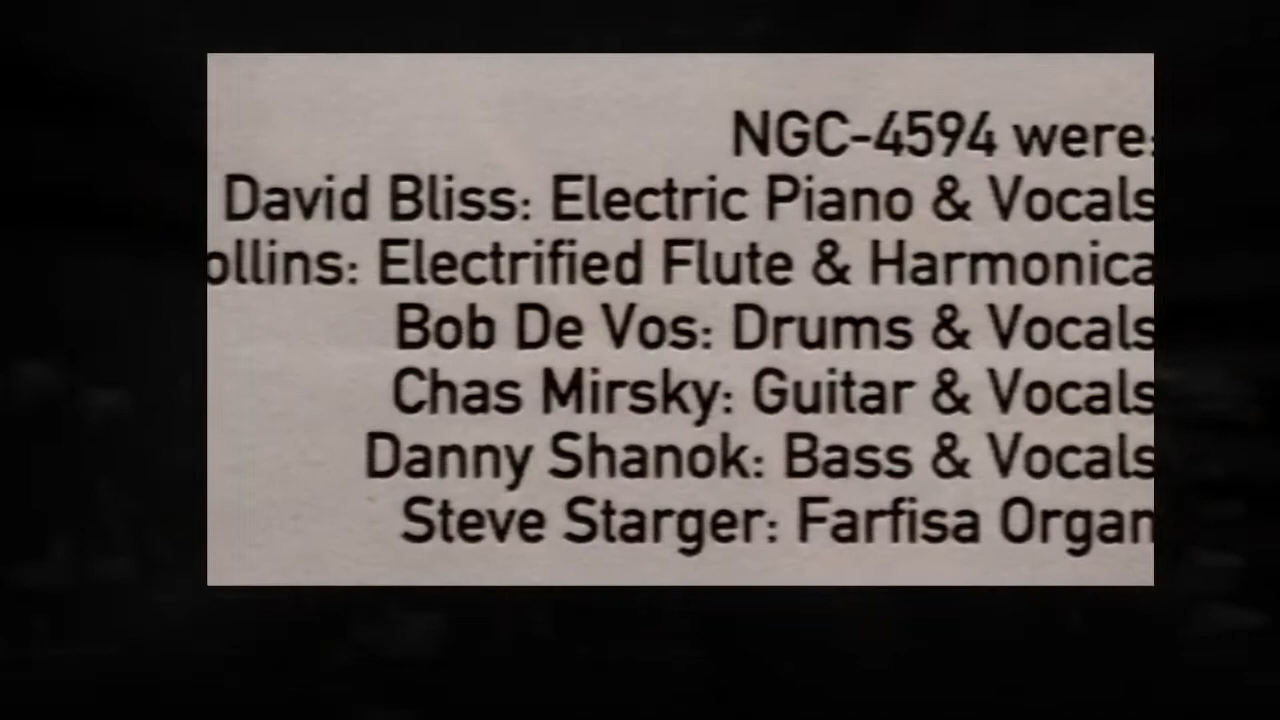 NGC-4594 were:
David Bliss: Electric Piano & Vocals
ollins: Electrified Flute & Harmonica
Bob De Vos: Drums & Vocals
Chas Mirsky: Guitar & Vocals
Danny Shanok: Bass & Vocals
Steve Starger: Farfisa Organ